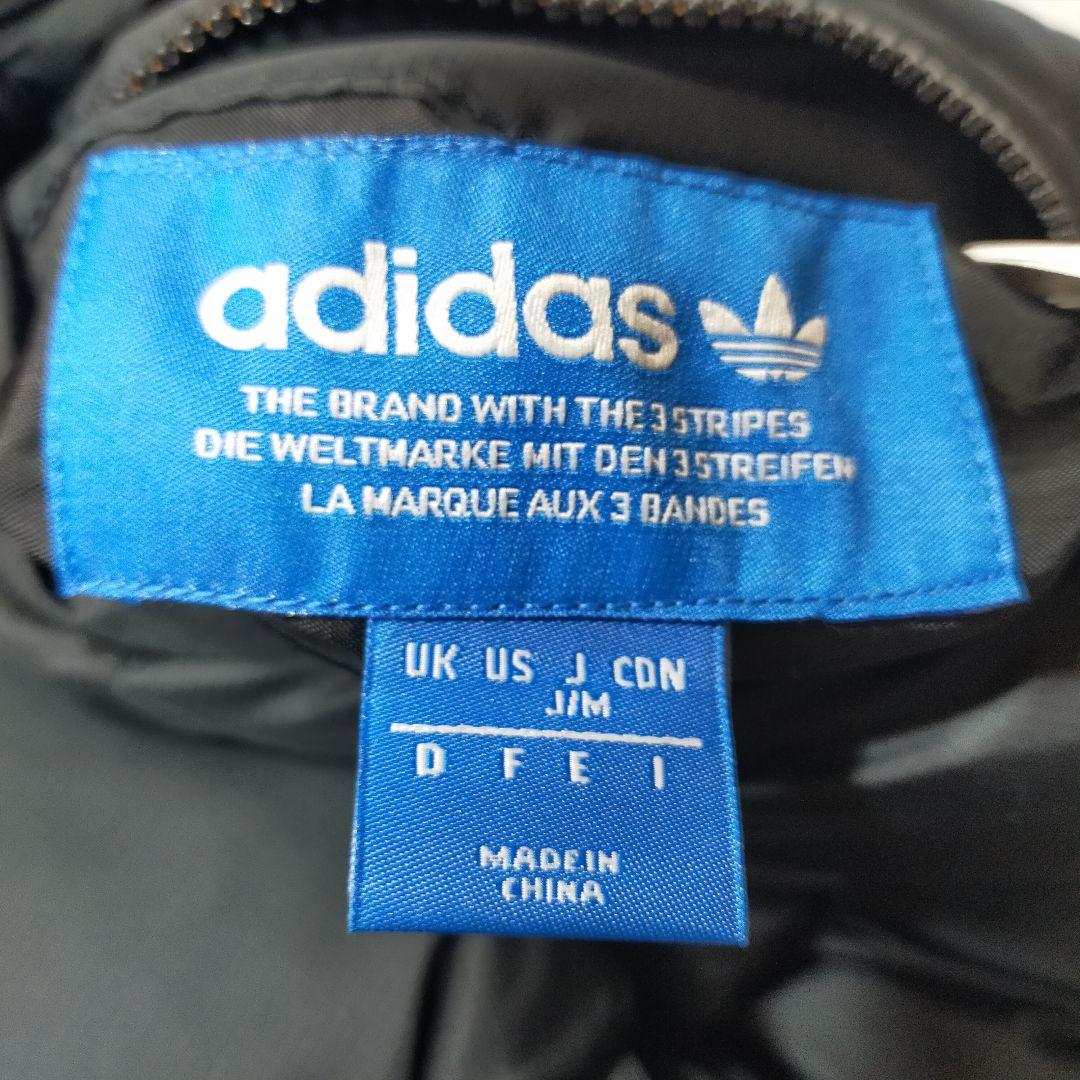 adidas
THE BRAND WITH THE 3 STRIPES
DIE WELTMARKE MIT DEN 3 STREIFEN
LA MARQUE AUX 3 BANDES
UK US J CDN
J/M
D F E I
MADE IN
CHINA